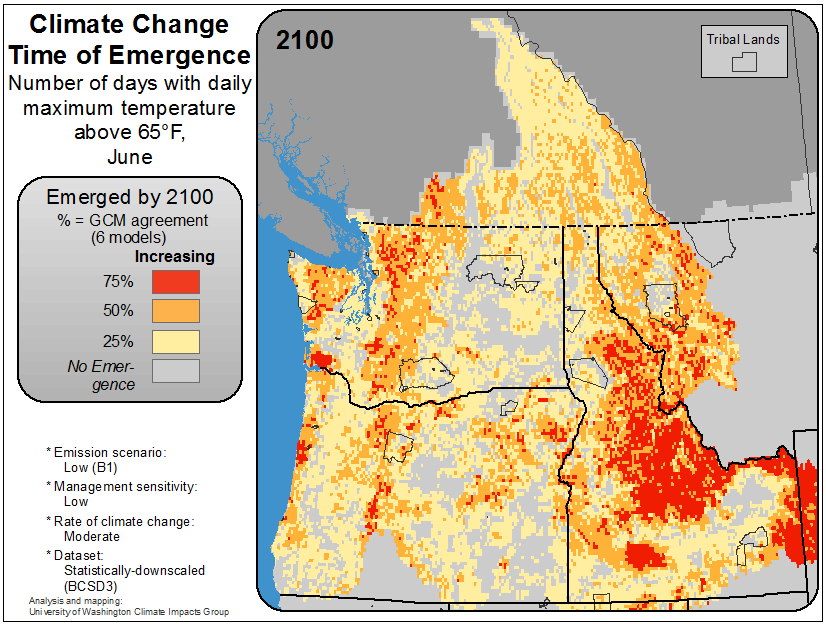 Climate Change
Time of Emergence
Number of days with daily
maximum temperature
above 65°F,
June
2100
Tribal Lands
Emerged by 2100
% = GCM agreement
(6 models)
Increasing
75%
50%
25%
No Emer-
gence
* Emission scenario:
Low (B1)
* Management sensitivity:
Low
* Rate of climate change:
Moderate
* Dataset:
Statistically-downscaled
(BCSD3)
Analysis and mapping:
University of Washington Climate Impacts Group